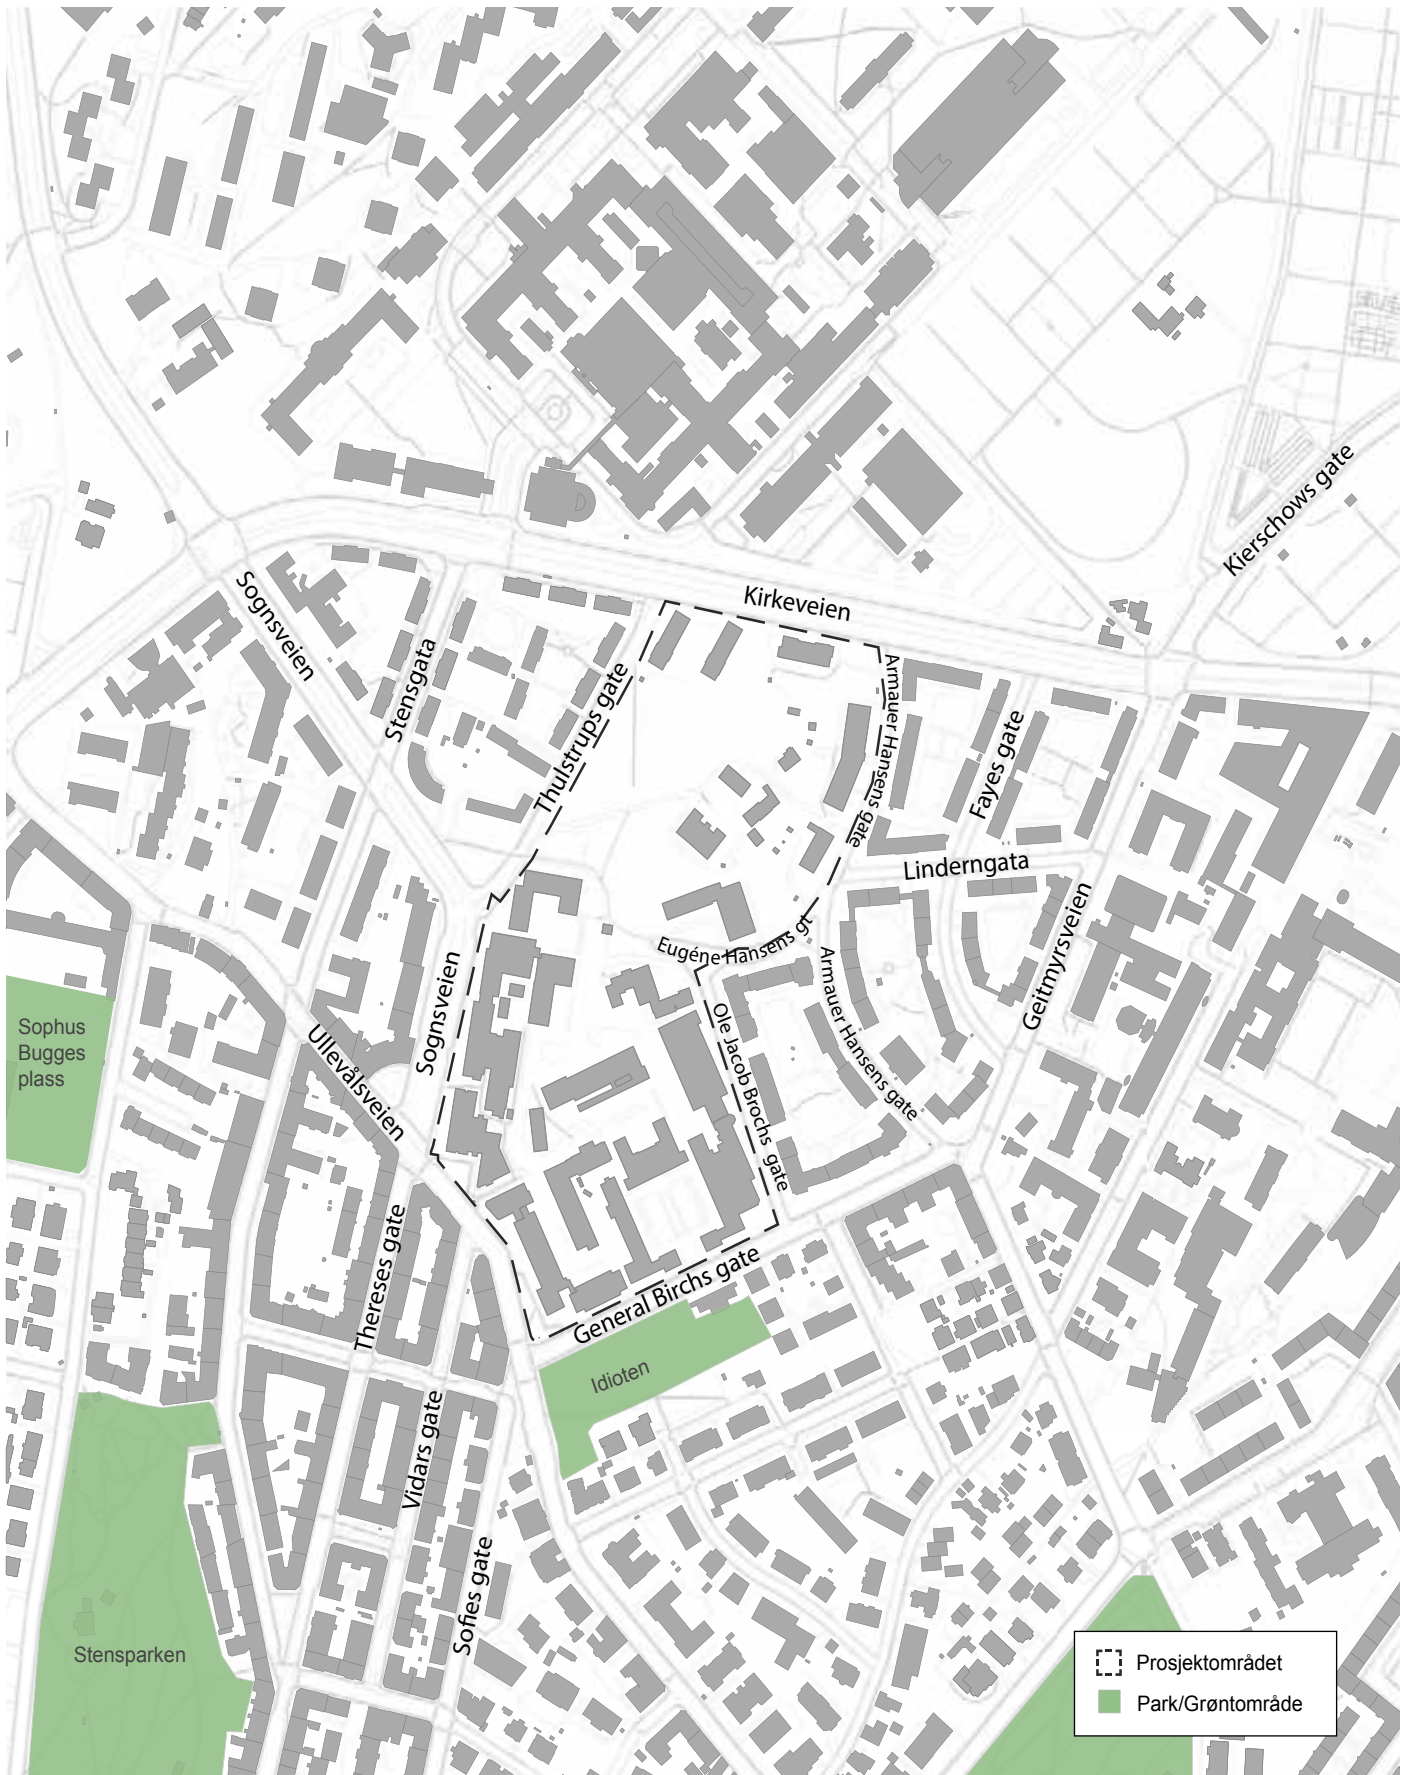 Kierschows gate
Kirkeveien
Sognsveien
Stensgata
Thulstrups gate
Armauer Hansens gate
Fayes gate
Linderngata
Geitmyrsveien
Eugéne Hansens gt
Armauer Hansens gate
Sognsveien
Ole Jacob Brochs gate
Sophus
Bugges
plass
Ullevålsveien
Thereses gate
General Birchs gate
Idioten
Vidars gate
Sofies gate
Stensparken
Prosjektområdet
Park/Grøntområde